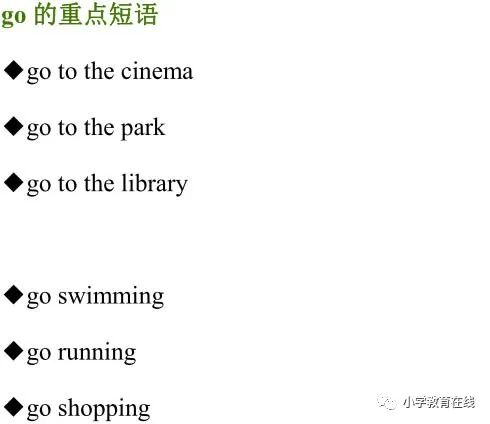 go 的重点短语
◆go to the cinema
◆go to the park
◆go to the library
◆go swimming
◆go running
◆go shopping
小学教育在线